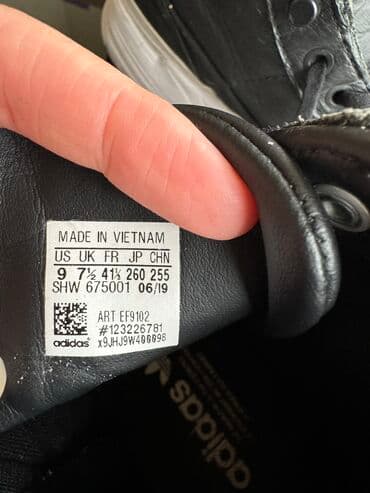 MADE IN VIETNAM
US UK FR JP CHN
9 7½ 41⅓ 260 255
SHW 675001 06/19
ART EF9102
#123226781
adidas x9JHJ9W400098
adidas